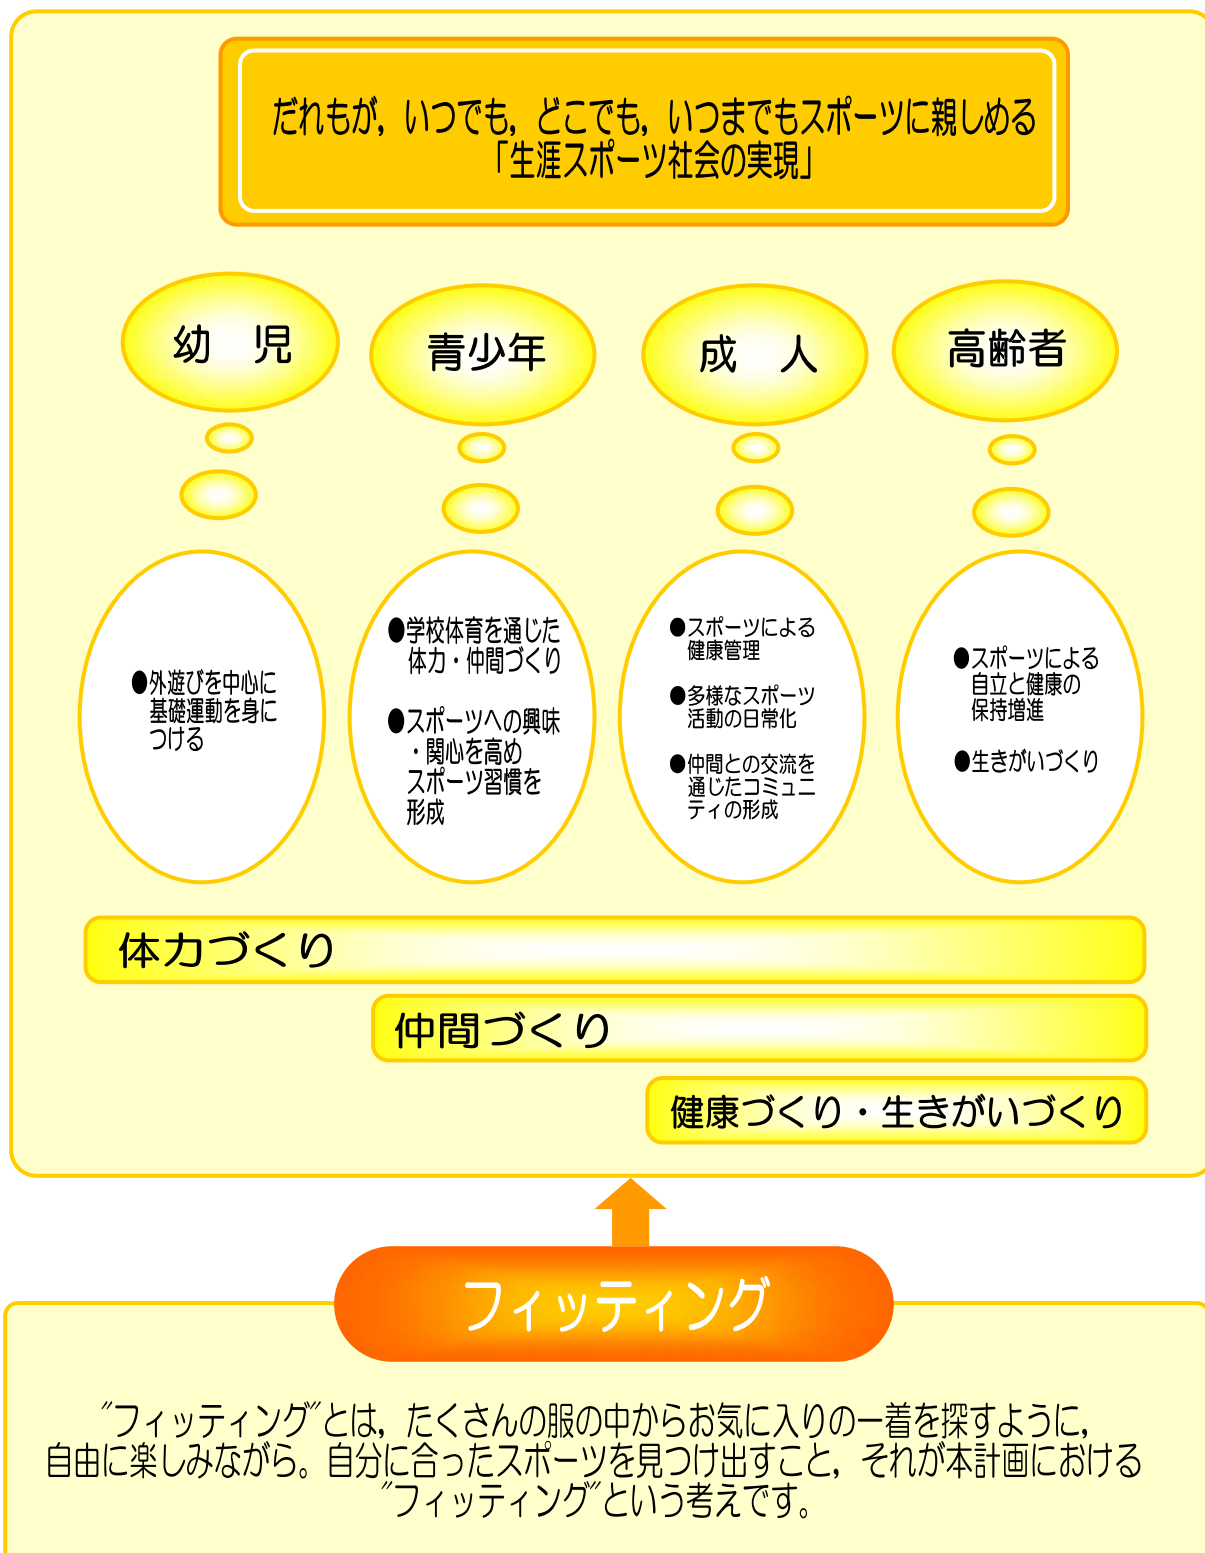 だれもが，いつでも，どこでも，いつまでもスポーツに親しめる
「生涯スポーツ社会の実現」
幼　児
青少年
成　人
高齢者
●外遊びを中心に
基礎運動を身に
つける
●学校体育を通じた
体力・仲間づくり
●スポーツへの興味
・関心を高め
スポーツ習慣を
形成
●スポーツによる
健康管理
●多様なスポーツ
活動の日常化
●仲間との交流を
通じたコミュニ
ティの形成
●スポーツによる
自立と健康の
保持増進
●生きがいづくり
体力づくり
仲間づくり
健康づくり・生きがいづくり
フィッティング
″フィッティング″とは，たくさんの服の中からお気に入りの一着を探すように，
自由に楽しみながら。自分に合ったスポーツを見つけ出すこと，それが本計画における
″フィッティング″という考えです。